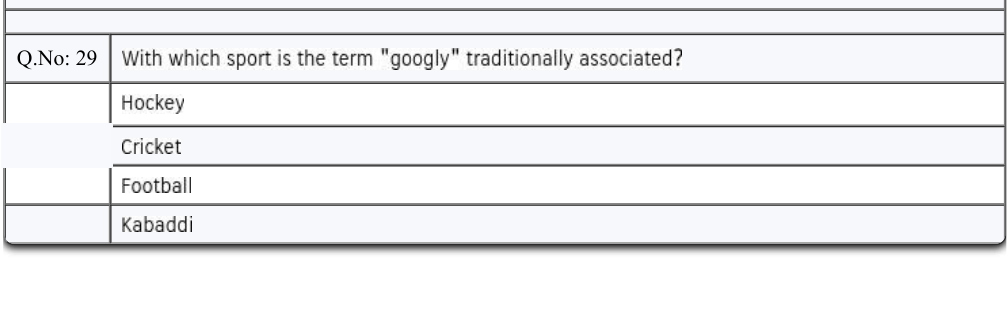 Q.No: 29 With which sport is the term "googly" traditionally associated?
Hockey
Cricket
Football
Kabaddi